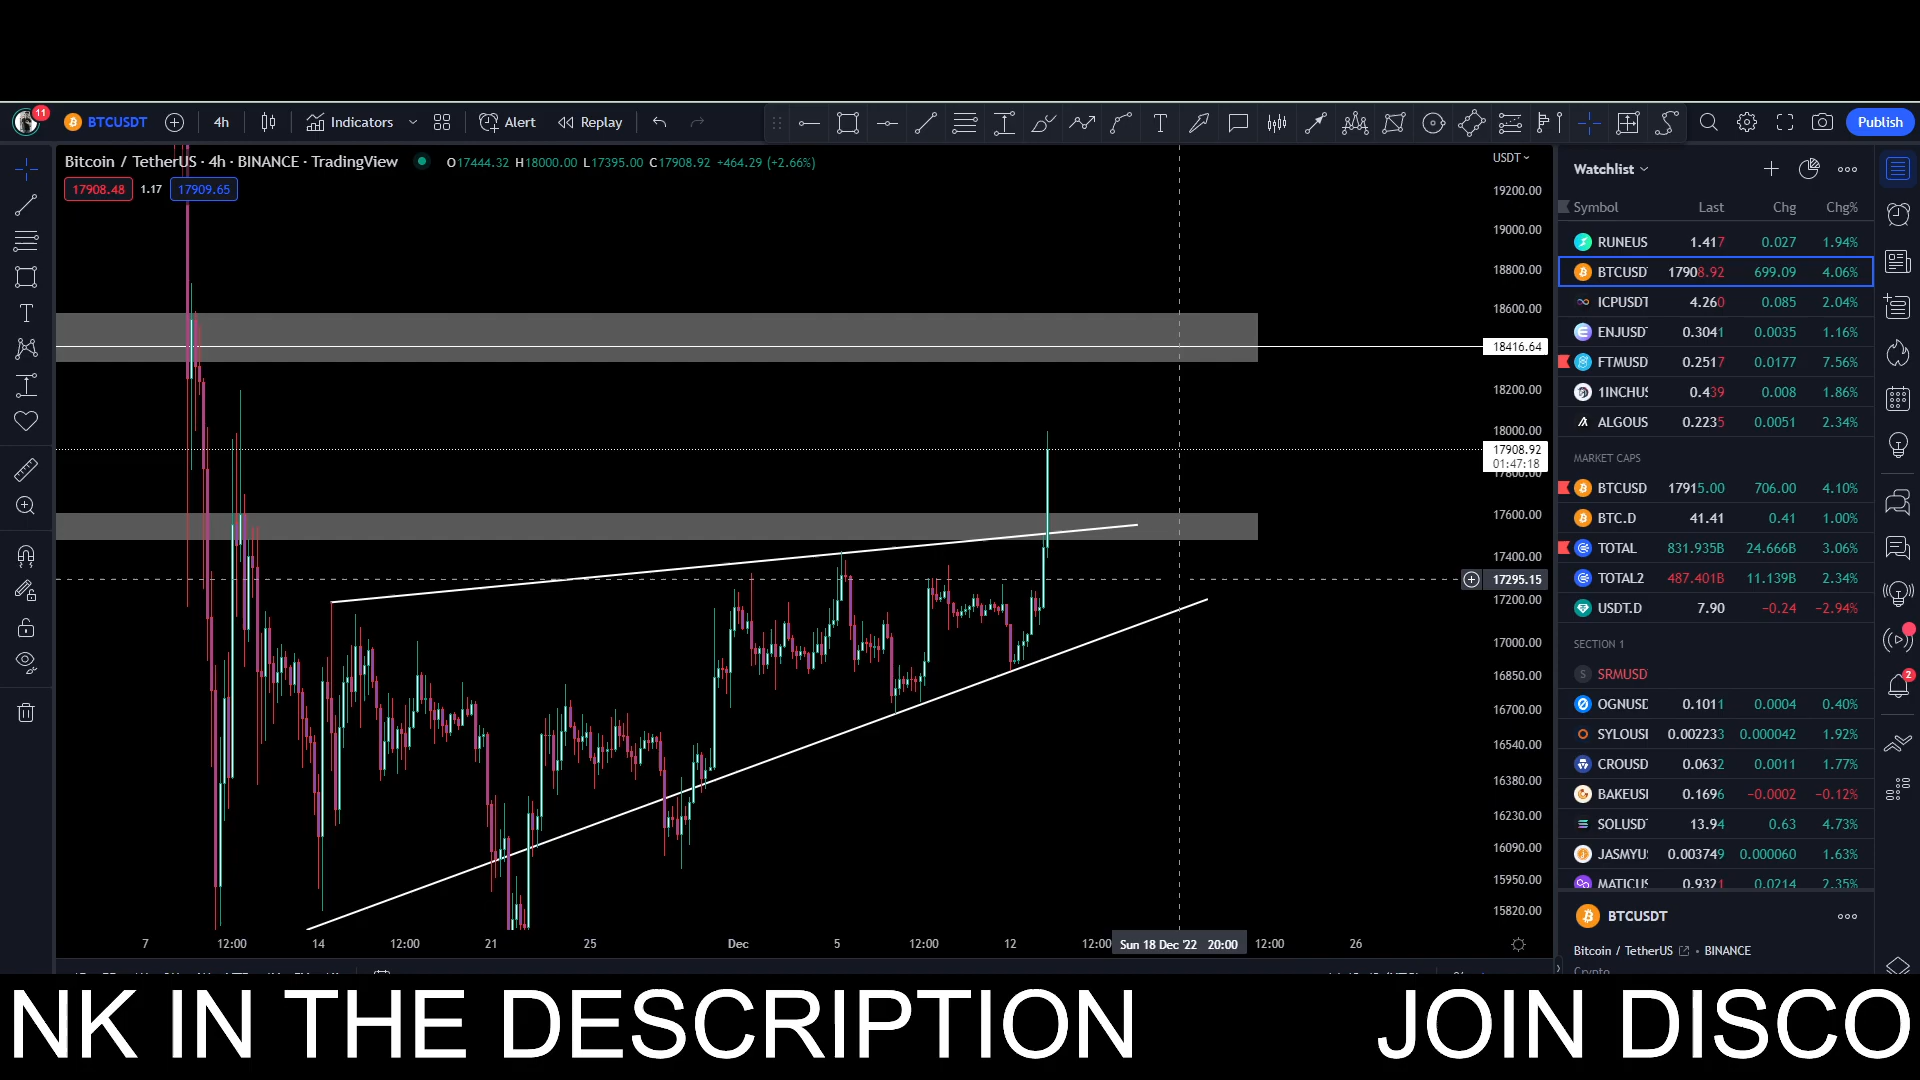 11 BTCUSDT 4h Indicators Alert Replay Publish
Bitcoin / TetherUS · 4h · BINANCE · TradingView O17444.32 H18000.00 L17395.00 C17908.92 +464.29 (+2.66%)
17908.48 1.17 17909.65
USDT
19200.00
19000.00
18800.00
18600.00
18416.64
18200.00
18000.00
17908.92
01:47:18
17800.00
17600.00
17400.00
17295.15
17200.00
17000.00
16850.00
16700.00
16540.00
16380.00
16230.00
16090.00
15950.00
15820.00
7 12:00 14 12:00 21 25 Dec 5 12:00 12 12:00 Sun 18 Dec '22 20:00 12:00 26
Watchlist
Symbol Last Chg Chg%
RUNEUS 1.417 0.027 1.94%
BTCUSD 17908.92 699.09 4.06%
ICPUSDT 4.260 0.085 2.04%
ENJUSD 0.3041 0.0035 1.16%
FTMUSD 0.2517 0.0177 7.56%
1INCHUS 0.439 0.008 1.86%
ALGOUS 0.2235 0.0051 2.34%
MARKET CAPS
BTCUSD 17915.00 706.00 4.10%
BTC.D 41.41 0.41 1.00%
TOTAL 831.935B 24.666B 3.06%
TOTAL2 487.401B 11.139B 2.34%
USDT.D 7.90 −0.24 −2.94%
SECTION 1
SRMUSD
OGNUSD 0.1011 0.0004 0.40%
SYLOUSI 0.002233 0.000042 1.92%
CROUSD 0.0632 0.0011 1.77%
BAKEUSI 0.1696 −0.0002 −0.12%
SOLUSD 13.94 0.63 4.73%
JASMYU 0.003749 0.000060 1.63%
MATICUS 0.9321 0.0214 2.35%
BTCUSDT
Bitcoin / TetherUS · BINANCE
Crypto
2
NK IN THE DESCRIPTION JOIN DISCO